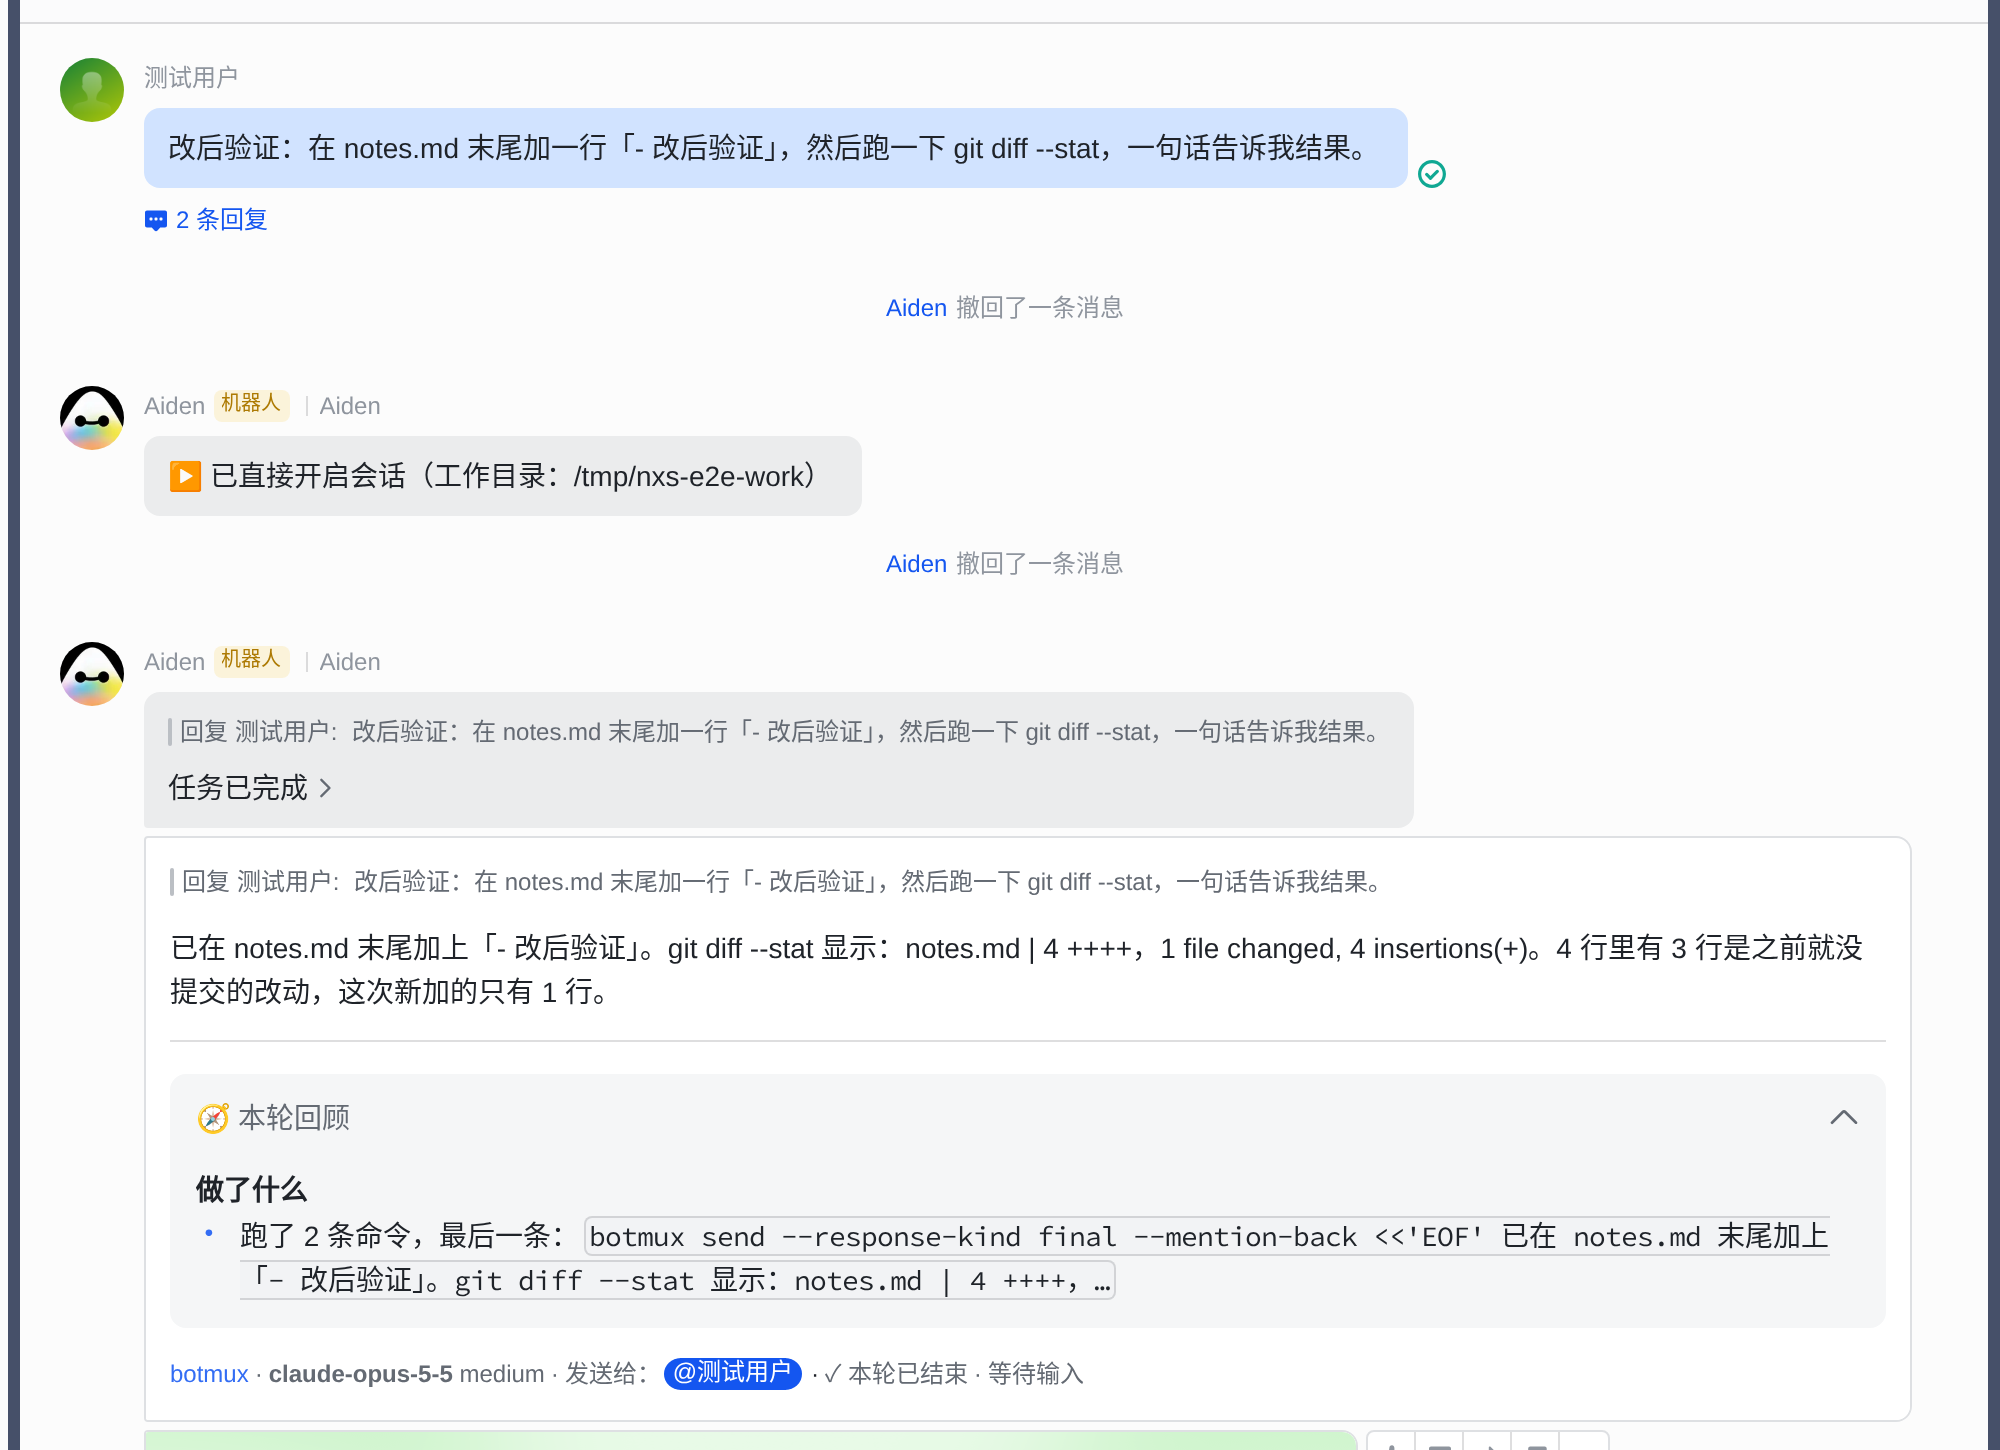 测试用户
改后验证：在 notes.md 末尾加一行「- 改后验证」，然后跑一下 git diff --stat，一句话告诉我结果。
2 条回复
Aiden 撤回了一条消息
Aiden 机器人 | Aiden
▶️ 已直接开启会话（工作目录：/tmp/nxs-e2e-work）
Aiden 撤回了一条消息
Aiden 机器人 | Aiden
回复 测试用户： 改后验证：在 notes.md 末尾加一行「- 改后验证」，然后跑一下 git diff --stat，一句话告诉我结果。
任务已完成
回复 测试用户： 改后验证：在 notes.md 末尾加一行「- 改后验证」，然后跑一下 git diff --stat，一句话告诉我结果。
已在 notes.md 末尾加上「- 改后验证」。git diff --stat 显示：notes.md | 4 ++++，1 file changed, 4 insertions(+)。4 行里有 3 行是之前就没
提交的改动，这次新加的只有 1 行。
🧭 本轮回顾
做了什么
• 跑了 2 条命令，最后一条： botmux send --response-kind final --mention-back <<'EOF' 已在 notes.md 末尾加上
「- 改后验证」。git diff --stat 显示：notes.md | 4 ++++，…
botmux · claude-opus-5-5 medium · 发送给： @测试用户 · ✓ 本轮已结束 · 等待输入